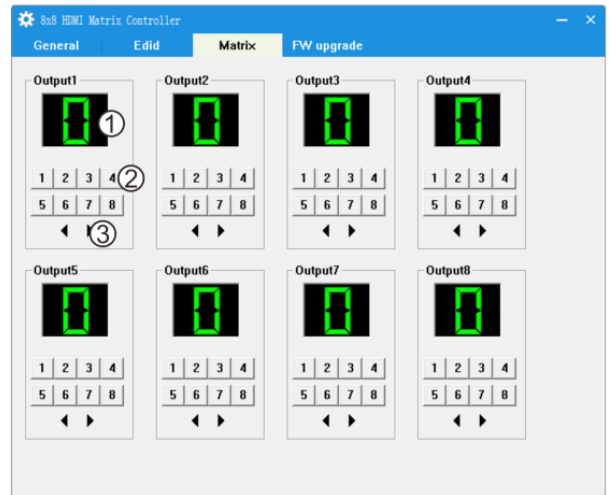 8x8 HDMI Matrix Controller
General Edid Matrix FW upgrade
Output1 Output2 Output3 Output4
0 ① 0 0 0
1 2 3 4 ② 1 2 3 4 1 2 3 4 1 2 3 4
5 6 7 8 5 6 7 8 5 6 7 8 5 6 7 8
③
Output5 Output6 Output7 Output8
0 0 0 0
1 2 3 4 1 2 3 4 1 2 3 4 1 2 3 4
5 6 7 8 5 6 7 8 5 6 7 8 5 6 7 8